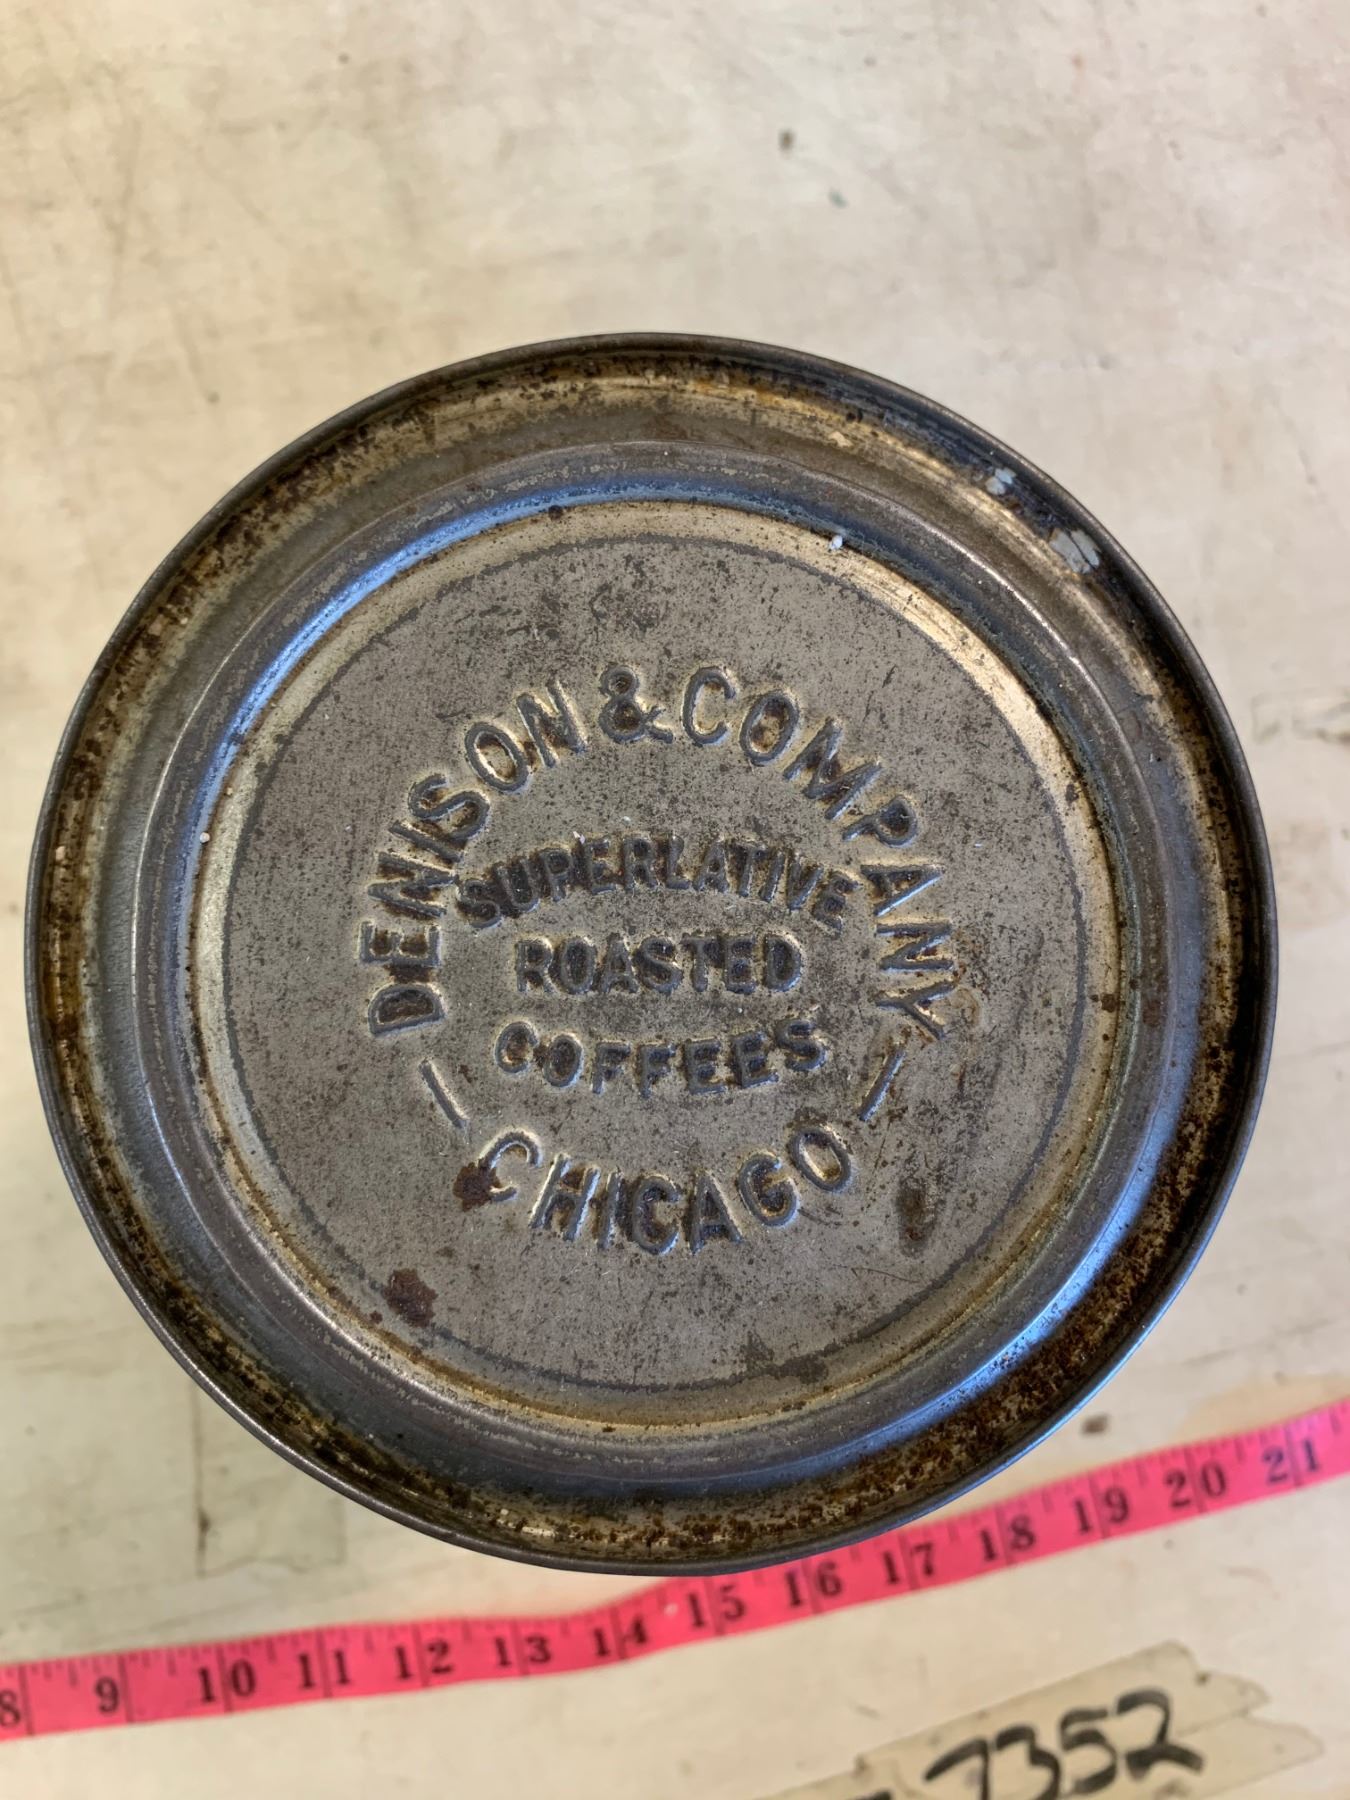 DENISON & COMPANY
SUPERLATIVE
ROASTED
COFFEES
— CHICAGO —
8 9 10 11 12 13 14 15 16 17 18 19 20 21
7352